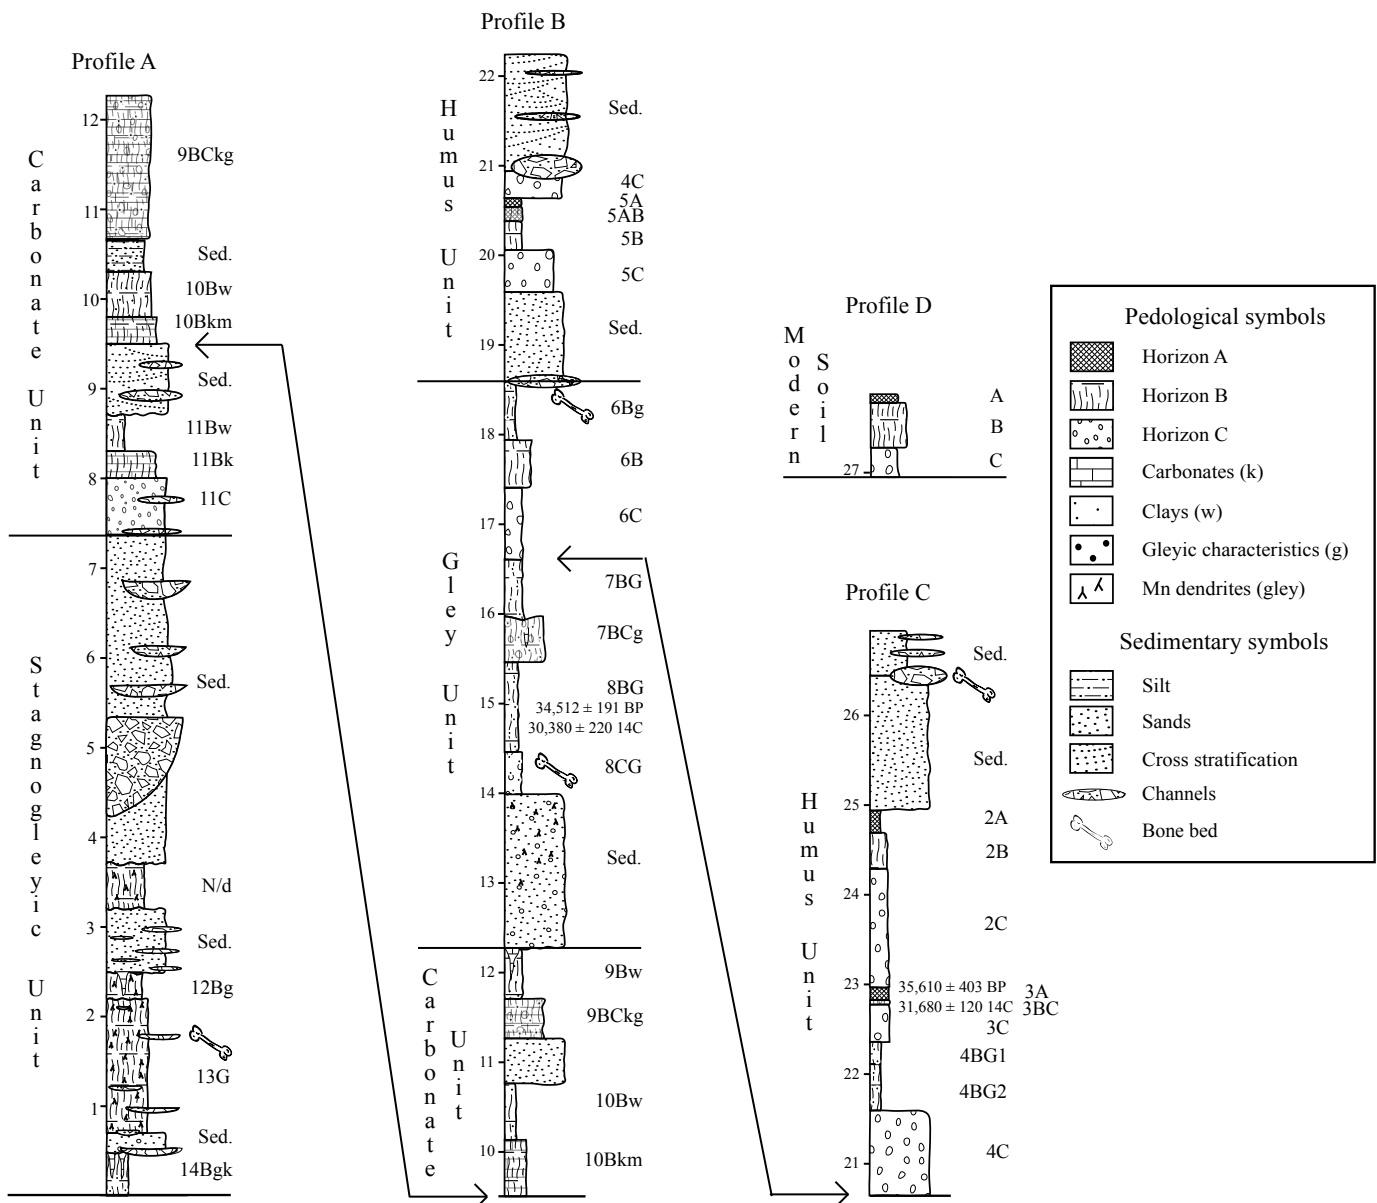 Profile A
Carbonate Unit
Stagnogleyic Unit
12
11
10
9
8
7
6
5
4
3
2
1
9BCkg
Sed.
10Bw
10Bkm
Sed.
11Bw
11Bk
11C
Sed.
N/d
Sed.
12Bg
13G
Sed.
14Bgk
Profile B
Humus Unit
Gley Unit
Carbonate Unit
22
21
20
19
18
17
16
15
14
13
12
11
10
Sed.
4C
5A
5AB
5B
5C
Sed.
6Bg
6B
6C
7BG
7BCg
8BG
34,512 ± 191 BP
30,380 ± 220 14C
8CG
Sed.
9Bw
9BCkg
10Bw
10Bkm
Profile D
Modern Soil
27
A
B
C
Profile C
Humus Unit
26
25
24
23
22
21
Sed.
Sed.
2A
2B
2C
35,610 ± 403 BP
3A
31,680 ± 120 14C
3BC
3C
4BG1
4BG2
4C
Pedological symbols
Horizon A
Horizon B
Horizon C
Carbonates (k)
Clays (w)
Gleyic characteristics (g)
Mn dendrites (gley)
Sedimentary symbols
Silt
Sands
Cross stratification
Channels
Bone bed